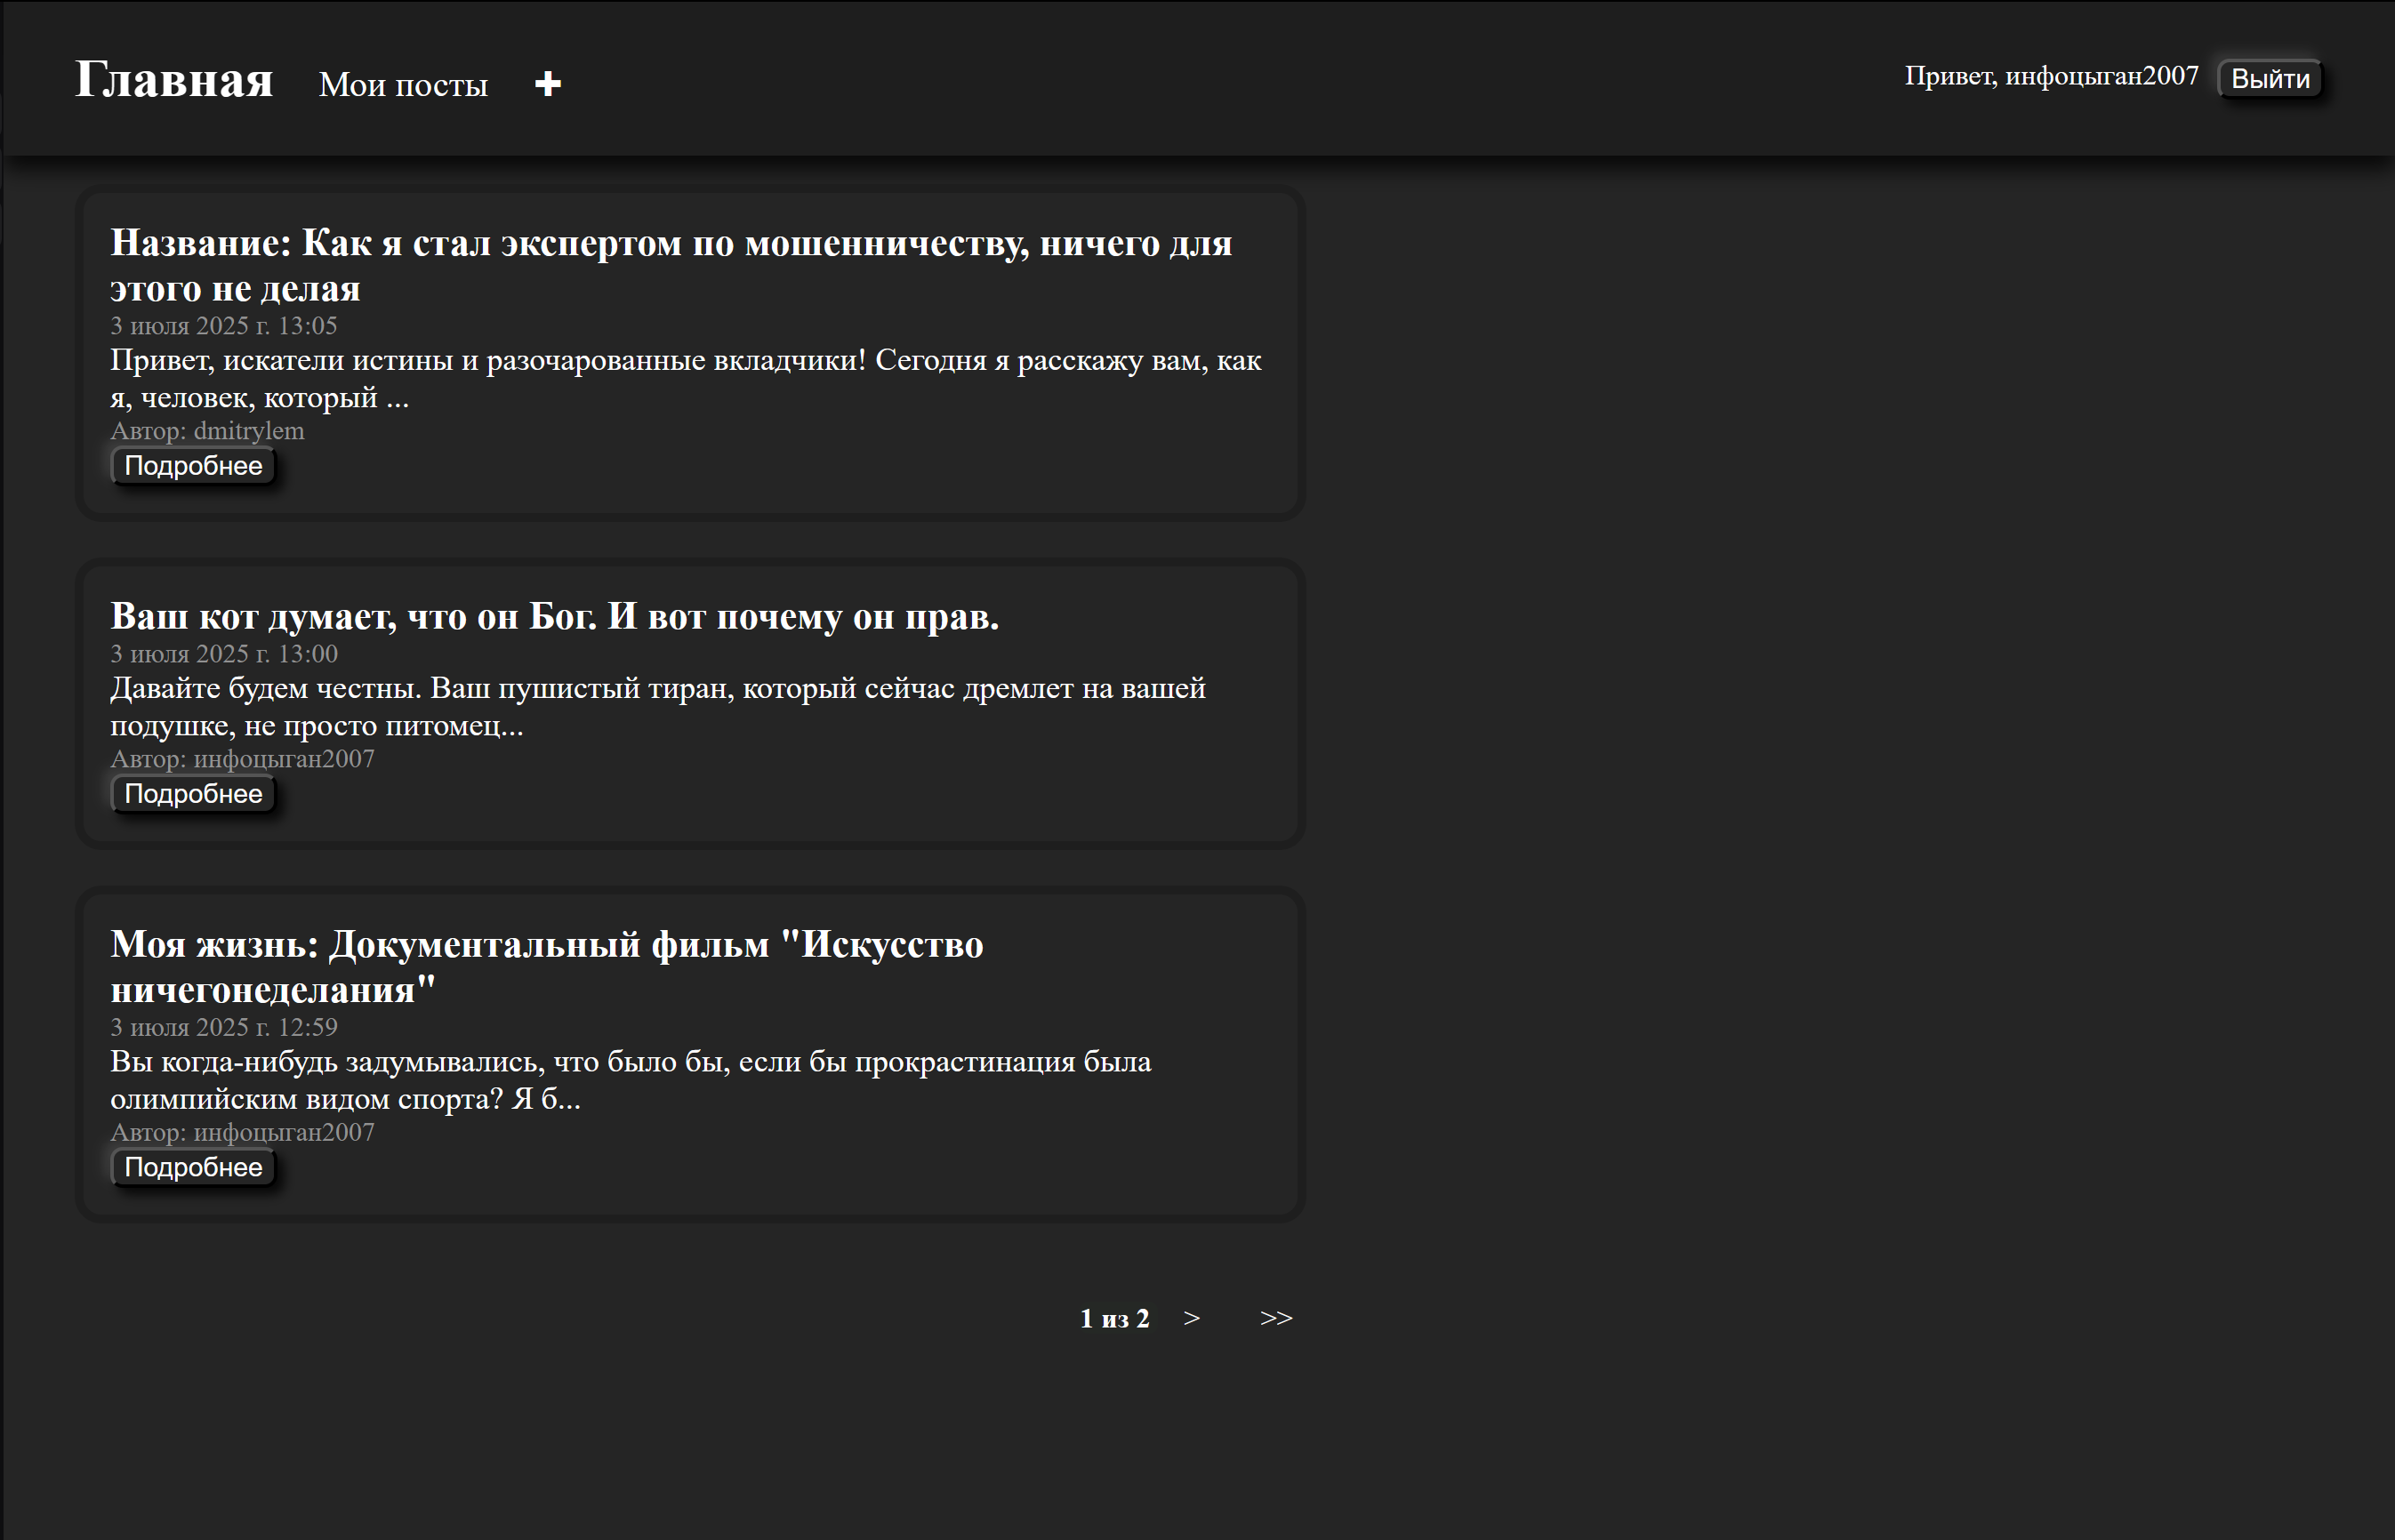 Главная Мои посты ✚ Привет, инфоцыган2007 Выйти
Название: Как я стал экспертом по мошенничеству, ничего для
этого не делая
3 июля 2025 г. 13:05
Привет, искатели истины и разочарованные вкладчики! Сегодня я расскажу вам, как
я, человек, который ...
Автор: dmitrylem
Подробнее
Ваш кот думает, что он Бог. И вот почему он прав.
3 июля 2025 г. 13:00
Давайте будем честны. Ваш пушистый тиран, который сейчас дремлет на вашей
подушке, не просто питомец...
Автор: инфоцыган2007
Подробнее
Моя жизнь: Документальный фильм "Искусство
ничегонеделания"
3 июля 2025 г. 12:59
Вы когда-нибудь задумывались, что было бы, если бы прокрастинация была
олимпийским видом спорта? Я б...
Автор: инфоцыган2007
Подробнее
1 из 2 > >>